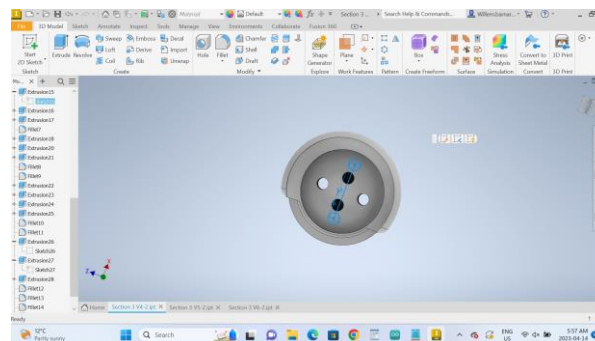 Material
Default
Section 3 ...
Search Help & Commands...
File 3D Model Sketch Annotate Inspect Tools Manage View Environments Collaborate Fusion 360
Start
2D Sketch
Extrude Revolve
Sweep Emboss Decal
Loft Derive Import
Coil Rib Unwrap
Hole Fillet
Chamfer
Shell
Draft
Shape
Generator
Plane
Box
Stress
Analysis
Convert to
Sheet Metal
3D Print
Sketch Create Modify Explore Work Features Pattern Create Freeform Surface Simulation Convert 3D Print
Extrusion15
Extrusion16
Extrusion17
Fillet7
Extrusion18
Extrusion20
Extrusion21
Fillet8
Fillet9
Extrusion22
Extrusion23
Extrusion24
Extrusion25
Fillet10
Fillet11
Extrusion26
Sketch26
Extrusion27
Sketch27
Extrusion28
Fillet12
Fillet13
Fillet14
Z X
Home Section 3 V4-2.ipt Section 3 V5-2.ipt Section 3 V6-2.ipt
Ready 1
12°C
Partly sunny
Search
ENG
US
5:57 AM
2023-04-14